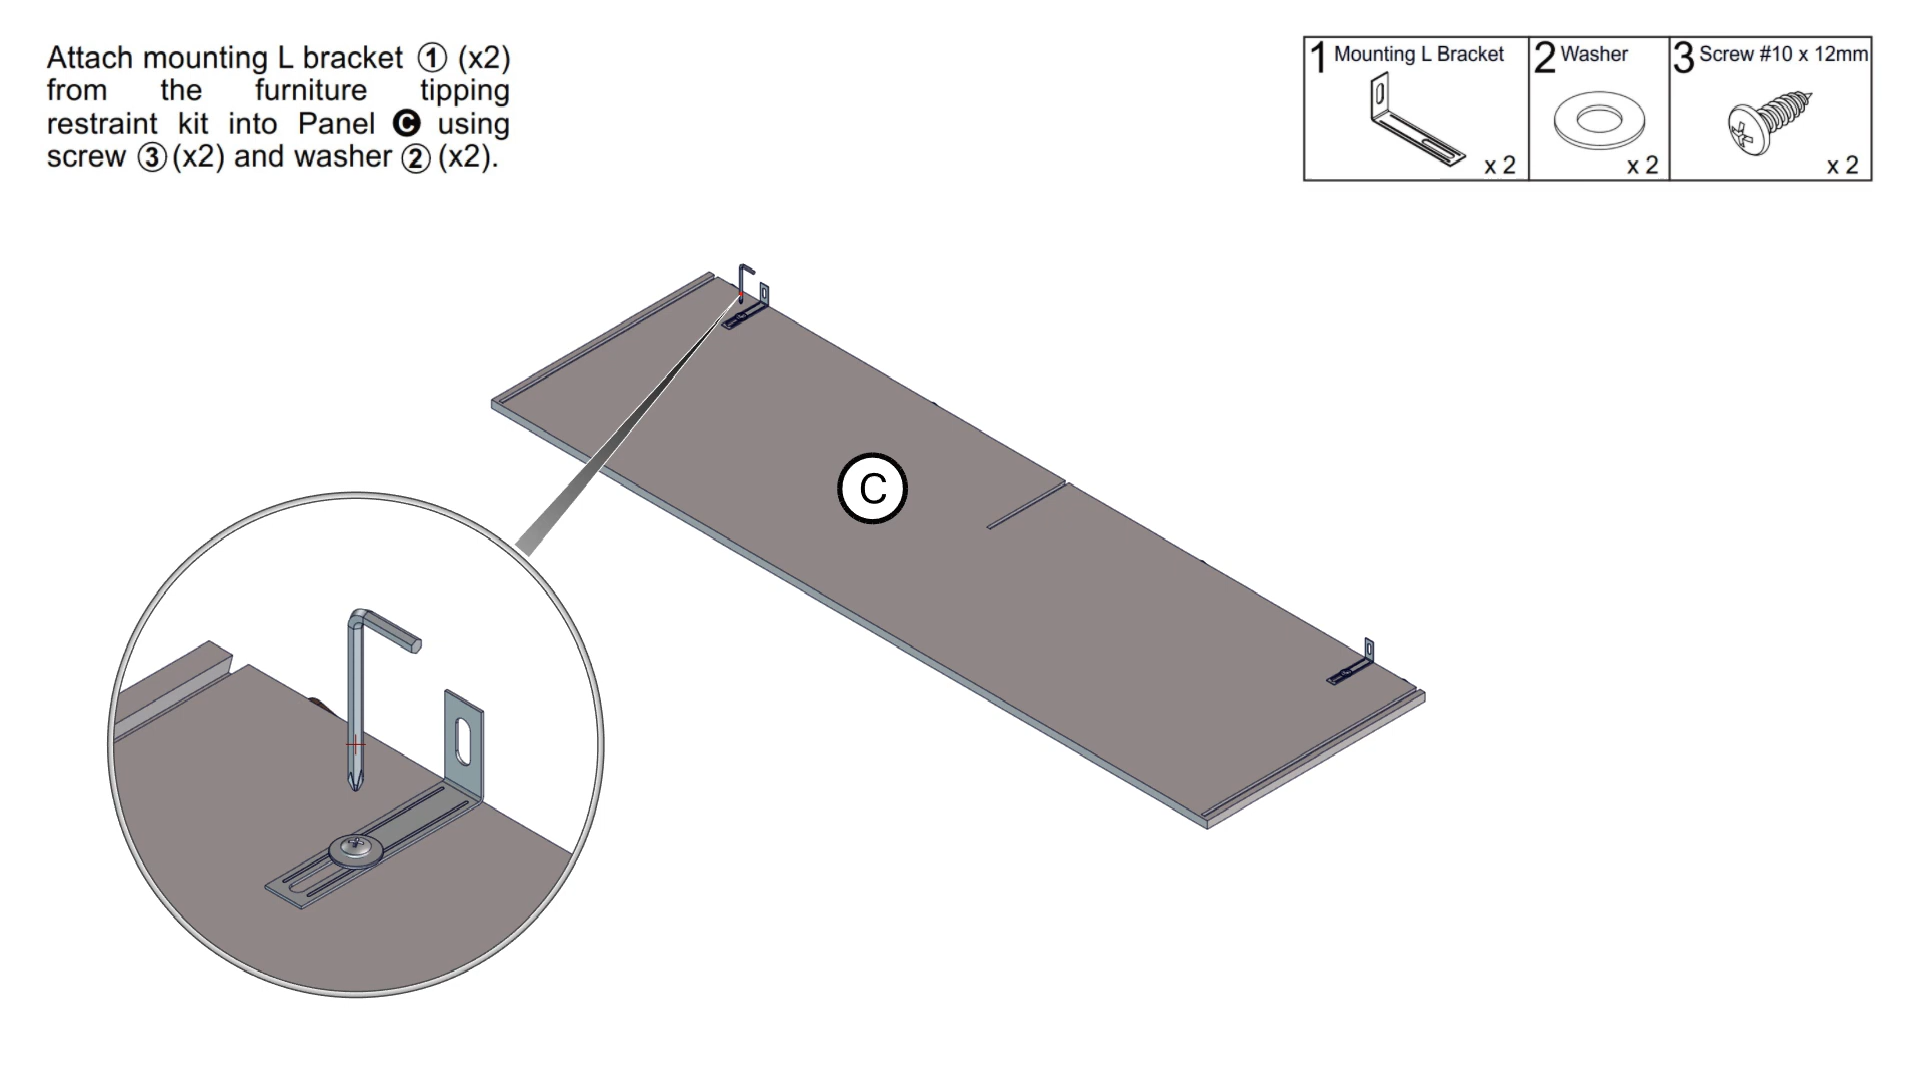 Attach mounting L bracket ① (x2)
from the furniture tipping
restraint kit into Panel C using
screw ③ (x2) and washer ② (x2).
1 Mounting L Bracket
x 2
2 Washer
x 2
3 Screw #10 x 12mm
x 2
C